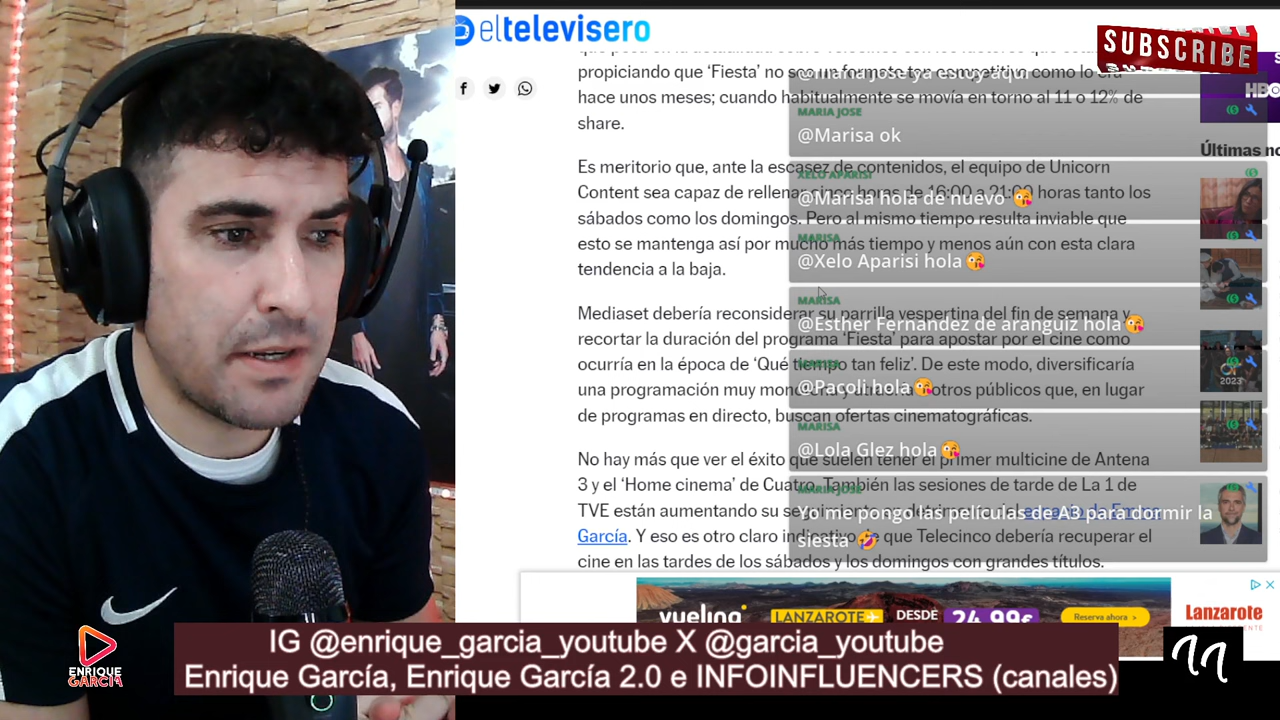 eltelevisero
SUBSCRIBE
HBO
propiciando que ‘Fiesta’ no sea un formato tan competitivo como lo era
hace unos meses; cuando habitualmente se movía en torno al 11 o 12% de
share.
Es meritorio que, ante la escasez de contenidos, el equipo de Unicorn
Content sea capaz de rellenar cinco horas de 16:00 a 21:00 horas tanto los
sábados como los domingos. Pero al mismo tiempo resulta inviable que
esto se mantenga así por mucho más tiempo y menos aún con esta clara
tendencia a la baja.
Mediaset debería reconsiderar su parrilla vespertina del fin de semana y
recortar la duración del programa ‘Fiesta’ para apostar por el cine como
ocurría en la época de ‘Qué tiempo tan feliz’. De este modo, diversificaría
una programación muy
otros públicos que, en lugar
de programas en directo, buscan ofertas cinematográficas.
No hay más que ver el éxito que suelen tener el primer multicine de Antena
3 y el ‘Home cinema’ de Cuatro. También las sesiones de tarde de La 1 de
TVE están aumentando su
García. Y eso es otro claro indicativo de que Telecinco debería recuperar el
cine en las tardes de los sábados y los domingos con grandes títulos.
MARIA JOSE
@Marisa ok
XELO APARISI
@Marisa hola de nuevo 😘
MARISA
@Xelo Aparisi hola😘
MARISA
@Esther Fernandez de aranguiz hola😘
MARISA
@Pacoli hola😘
MARISA
@Lola Glez hola😘
MARIA JOSE
Yo me pongo las películas de A3 para dormir la
siesta 🤣
Últimas no
2023
vueling
LANZAROTE
DESDE
24,99€
Reserva ahora >
Lanzarote
ENRIQUE
GARCÍA
IG @enrique_garcia_youtube X @garcia_youtube
Enrique García, Enrique García 2.0 e INFOINFLUENCERS (canales)